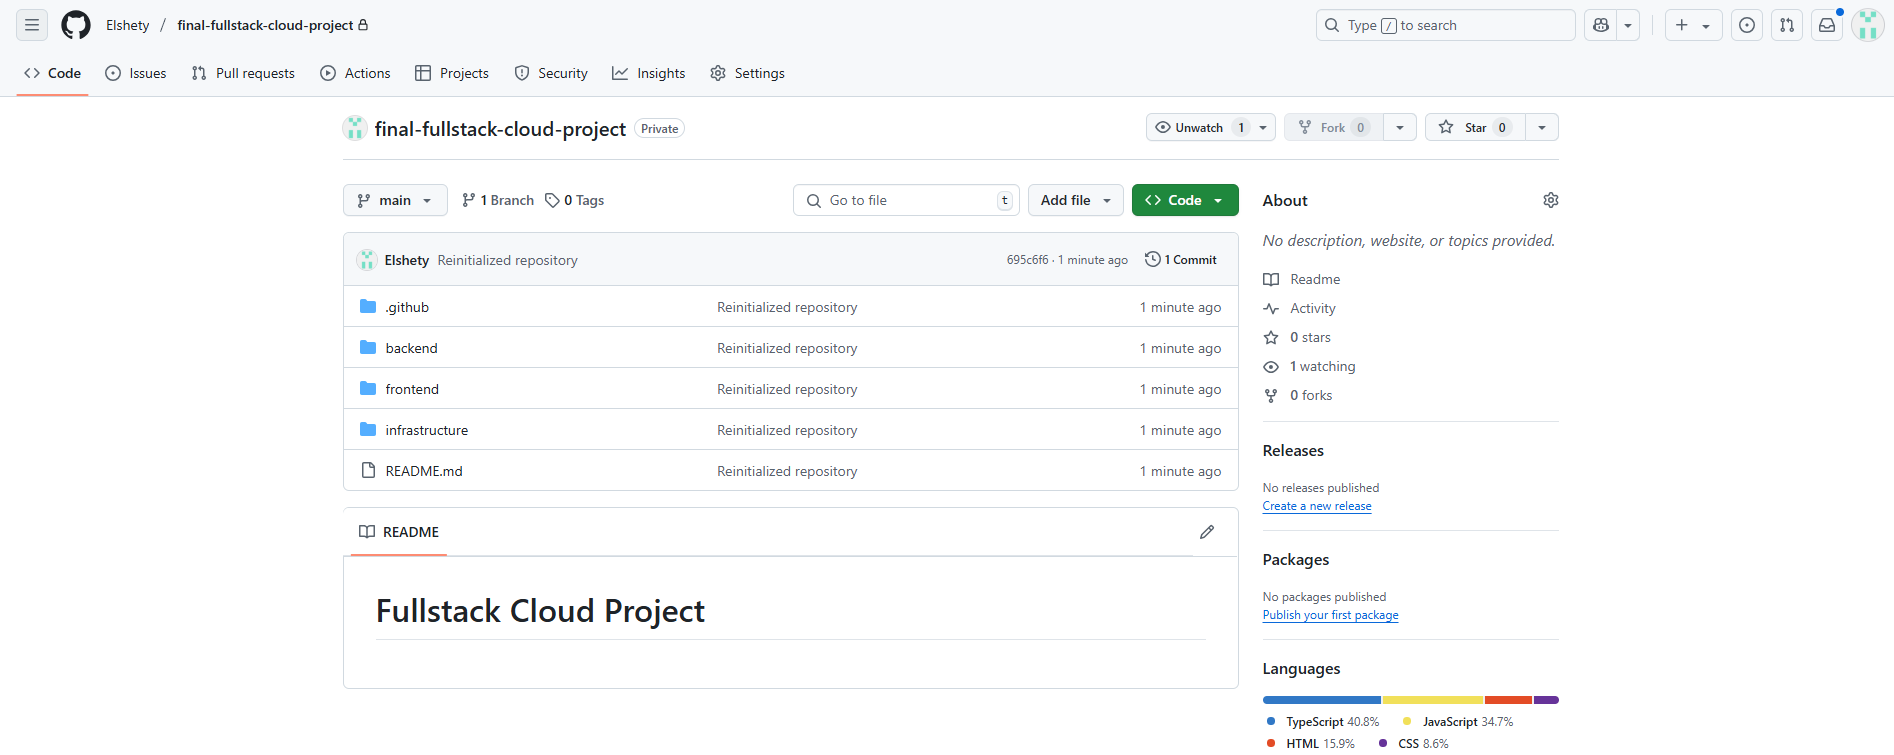 Elshety / final-fullstack-cloud-project
Type / to search
Code Issues Pull requests Actions Projects Security Insights Settings
final-fullstack-cloud-project Private
Unwatch 1 Fork 0 Star 0
main 1 Branch 0 Tags
Go to file t Add file Code
Elshety Reinitialized repository 695c6f6 · 1 minute ago 1 Commit
.github Reinitialized repository 1 minute ago
backend Reinitialized repository 1 minute ago
frontend Reinitialized repository 1 minute ago
infrastructure Reinitialized repository 1 minute ago
README.md Reinitialized repository 1 minute ago
README
Fullstack Cloud Project
About
No description, website, or topics provided.
Readme
Activity
0 stars
1 watching
0 forks
Releases
No releases published
Create a new release
Packages
No packages published
Publish your first package
Languages
TypeScript 40.8% JavaScript 34.7%
HTML 15.9% CSS 8.6%